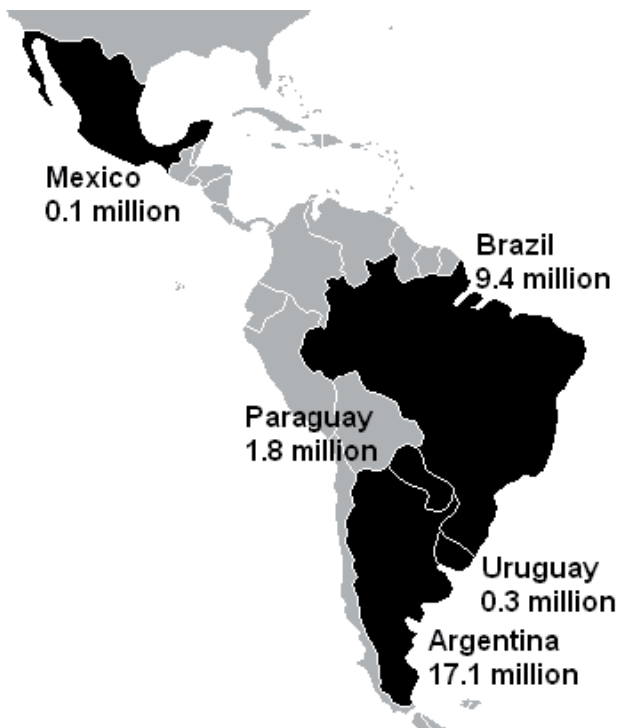 Mexico
0.1 million
Brazil
9.4 million
Paraguay
1.8 million
Uruguay
0.3 million
Argentina
17.1 million